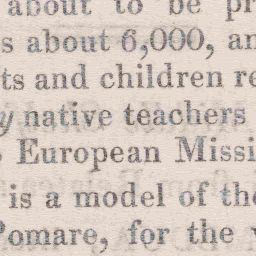 about to be pr
s about 6,000, an
ts and children re
y native teachers
European Missi
is a model of the
Pomare, for the